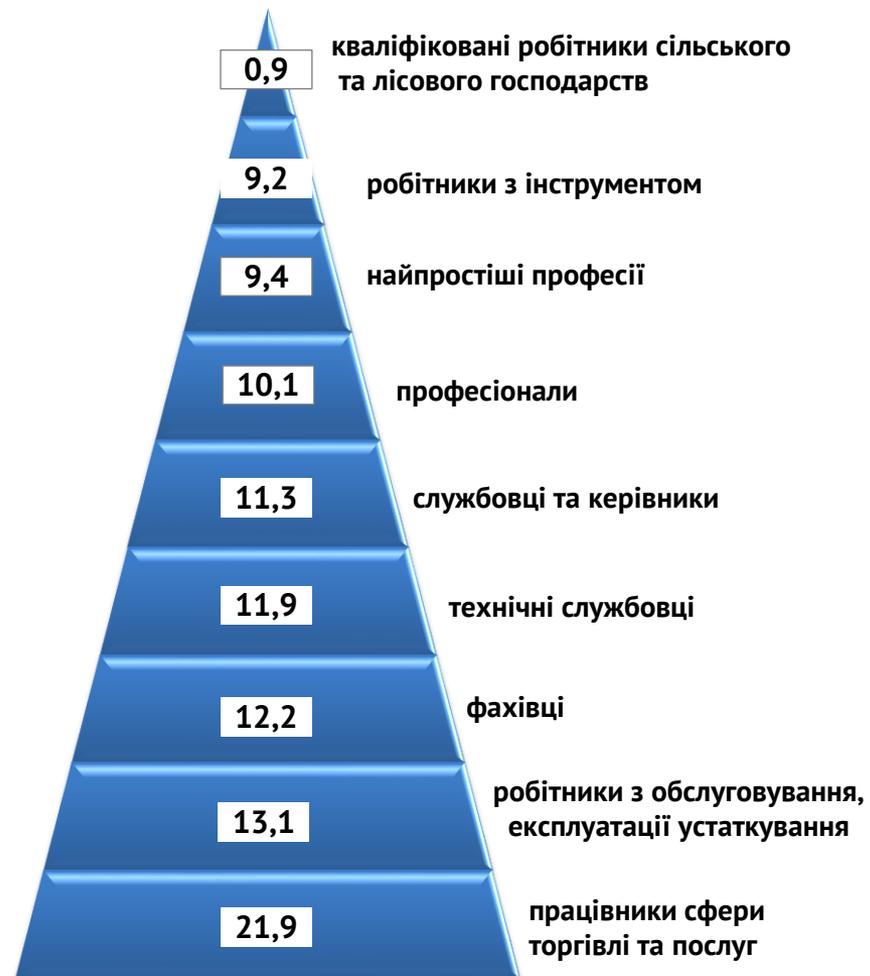 кваліфіковані робітники сільського
та лісового господарств
0,9
робітники з інструментом
9,2
найпростіші професії
9,4
професіонали
10,1
службовці та керівники
11,3
технічні службовці
11,9
фахівці
12,2
робітники з обслуговування,
експлуатації устаткування
13,1
працівники сфери
торгівлі та послуг
21,9